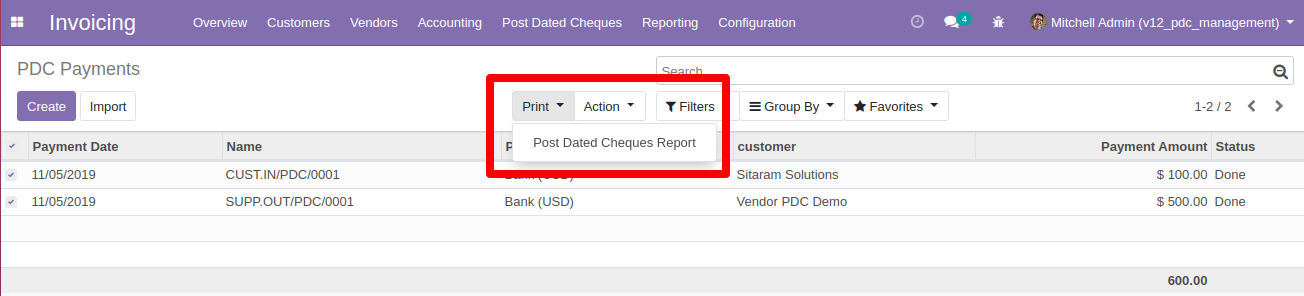 Invoicing Overview Customers Vendors Accounting Post Dated Cheques Reporting Configuration 4 Mitchell Admin (v12_pdc_management)
PDC Payments Search...
Create Import Print Action Filters Group By Favorites 1-2 / 2
Post Dated Cheques Report
Payment Date Name customer Payment Amount Status
11/05/2019 CUST.IN/PDC/0001 Bank (USD) Sitaram Solutions $ 100.00 Done
11/05/2019 SUPP.OUT/PDC/0001 Bank (USD) Vendor PDC Demo $ 500.00 Done
600.00